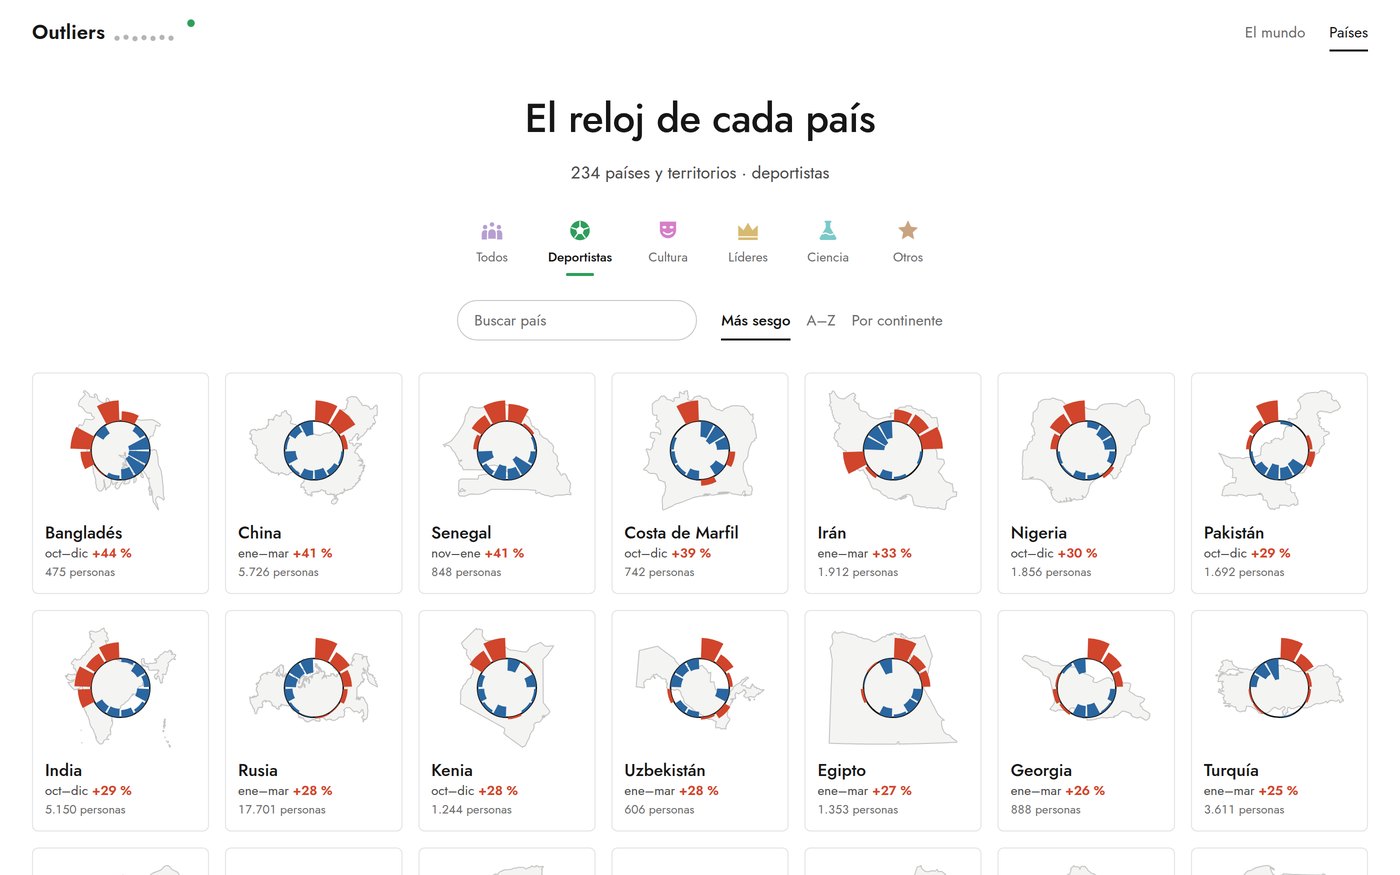 Outliers
El mundo
Países
El reloj de cada país
234 países y territorios · deportistas
Todos
Deportistas
Cultura
Líderes
Ciencia
Otros
Buscar país
Más sesgo
A–Z
Por continente
Bangladés
oct–dic +44 %
475 personas
China
ene–mar +41 %
5.726 personas
Senegal
nov–ene +41 %
848 personas
Costa de Marfil
oct–dic +39 %
742 personas
Irán
ene–mar +33 %
1.912 personas
Nigeria
oct–dic +30 %
1.856 personas
Pakistán
oct–dic +29 %
1.692 personas
India
oct–dic +29 %
5.150 personas
Rusia
ene–mar +28 %
17.701 personas
Kenia
oct–dic +28 %
1.244 personas
Uzbekistán
ene–mar +28 %
606 personas
Egipto
ene–mar +27 %
1.353 personas
Georgia
ene–mar +26 %
888 personas
Turquía
ene–mar +25 %
3.611 personas